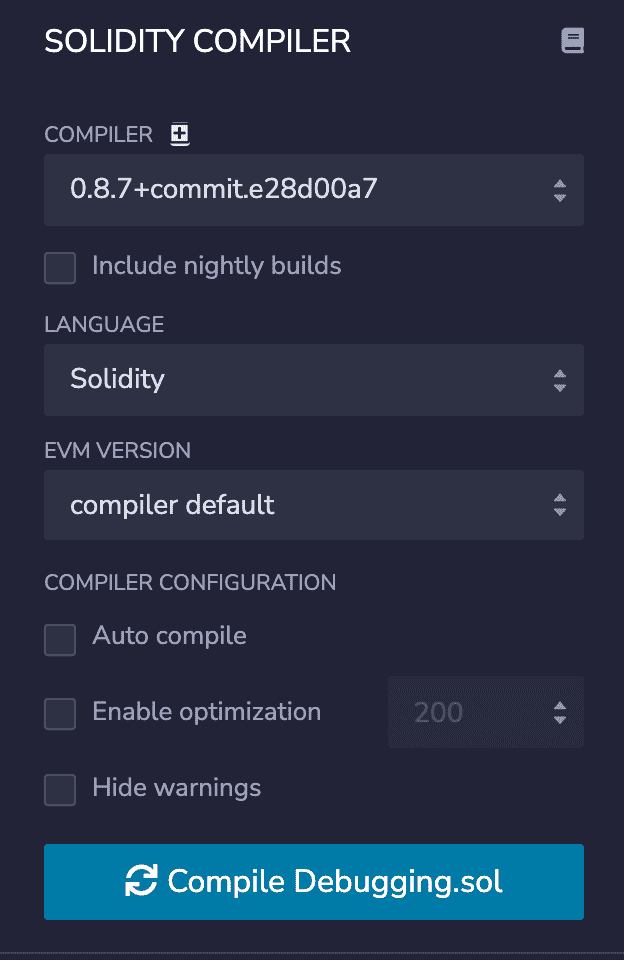 SOLIDITY COMPILER
COMPILER
0.8.7+commit.e28d00a7
Include nightly builds
LANGUAGE
Solidity
EVM VERSION
compiler default
COMPILER CONFIGURATION
Auto compile
Enable optimization 200
Hide warnings
Compile Debugging.sol